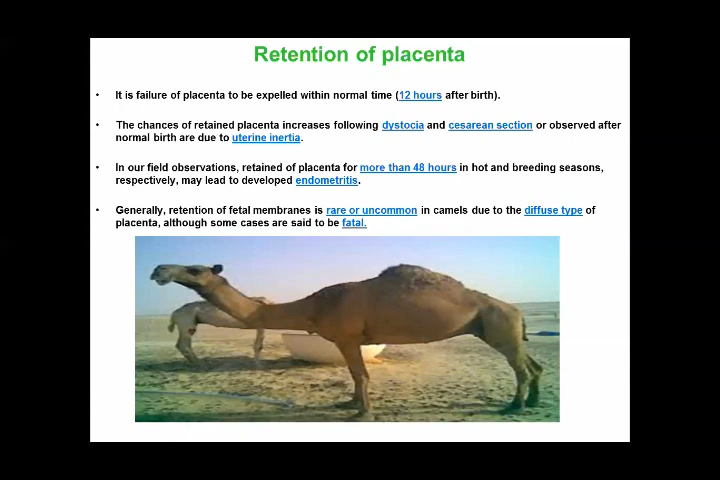 Retention of placenta
• It is failure of placenta to be expelled within normal time (12 hours after birth).
• The chances of retained placenta increases following dystocia and cesarean section or observed after
normal birth are due to uterine inertia.
• In our field observations, retained of placenta for more than 48 hours in hot and breeding seasons,
respectively, may lead to developed endometritis.
• Generally, retention of fetal membranes is rare or uncommon in camels due to the diffuse type of
placenta, although some cases are said to be fatal.